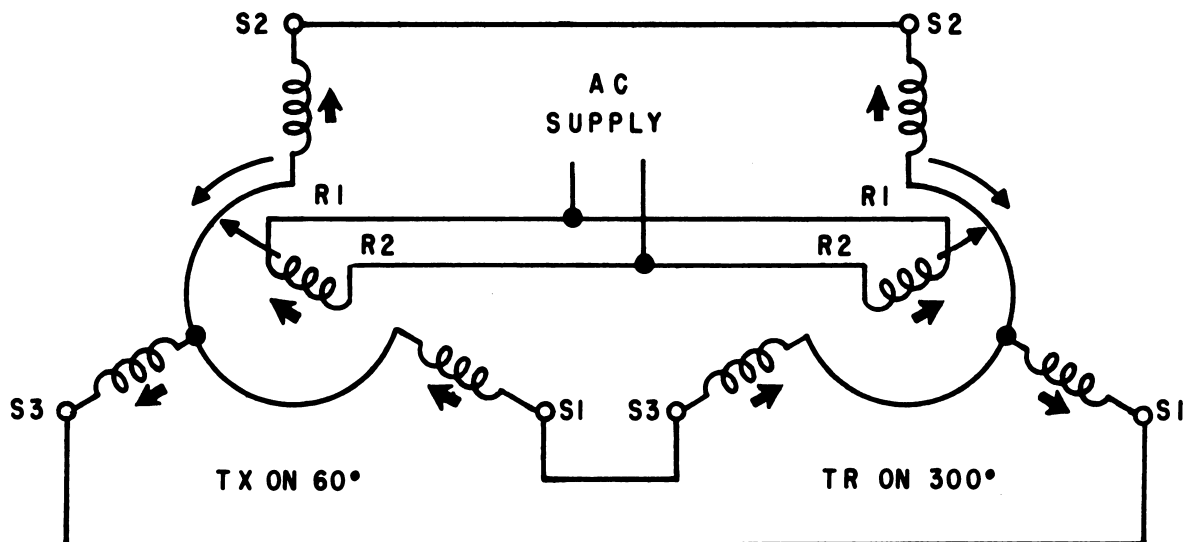 S2
S2
AC
SUPPLY
R1
R1
R2
R2
S3
S1
S3
S1
TX ON 60°
TR ON 300°